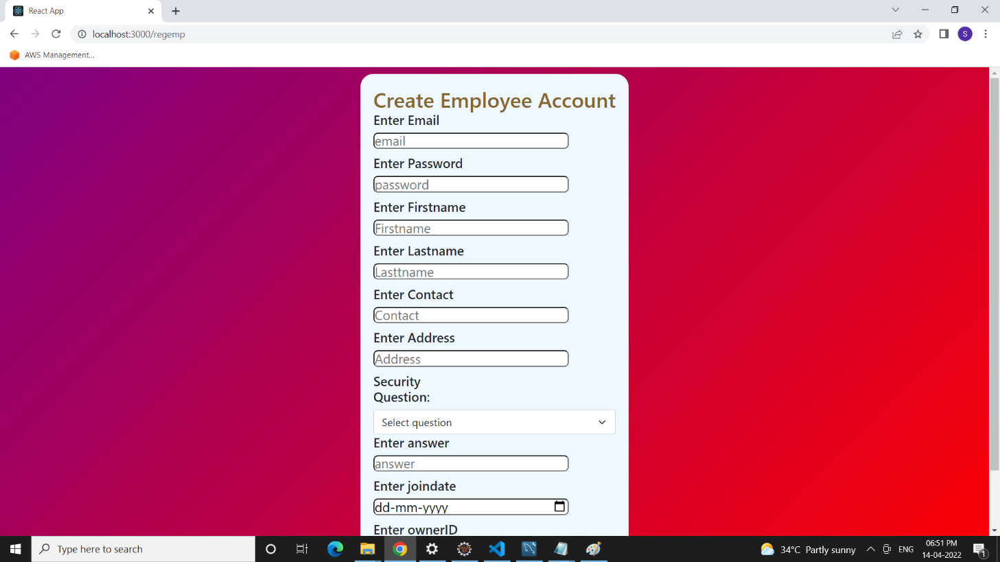 React App
localhost:3000/regemp
S
AWS Management...
Create Employee Account
Enter Email
email
Enter Password
password
Enter Firstname
Firstname
Enter Lastname
Lasttname
Enter Contact
Contact
Enter Address
Address
Security
Question:
Select question
Enter answer
answer
Enter joindate
dd-mm-yyyy
Enter ownerID
Type here to search
34°C Partly sunny
ENG
06:51 PM
14-04-2022
1